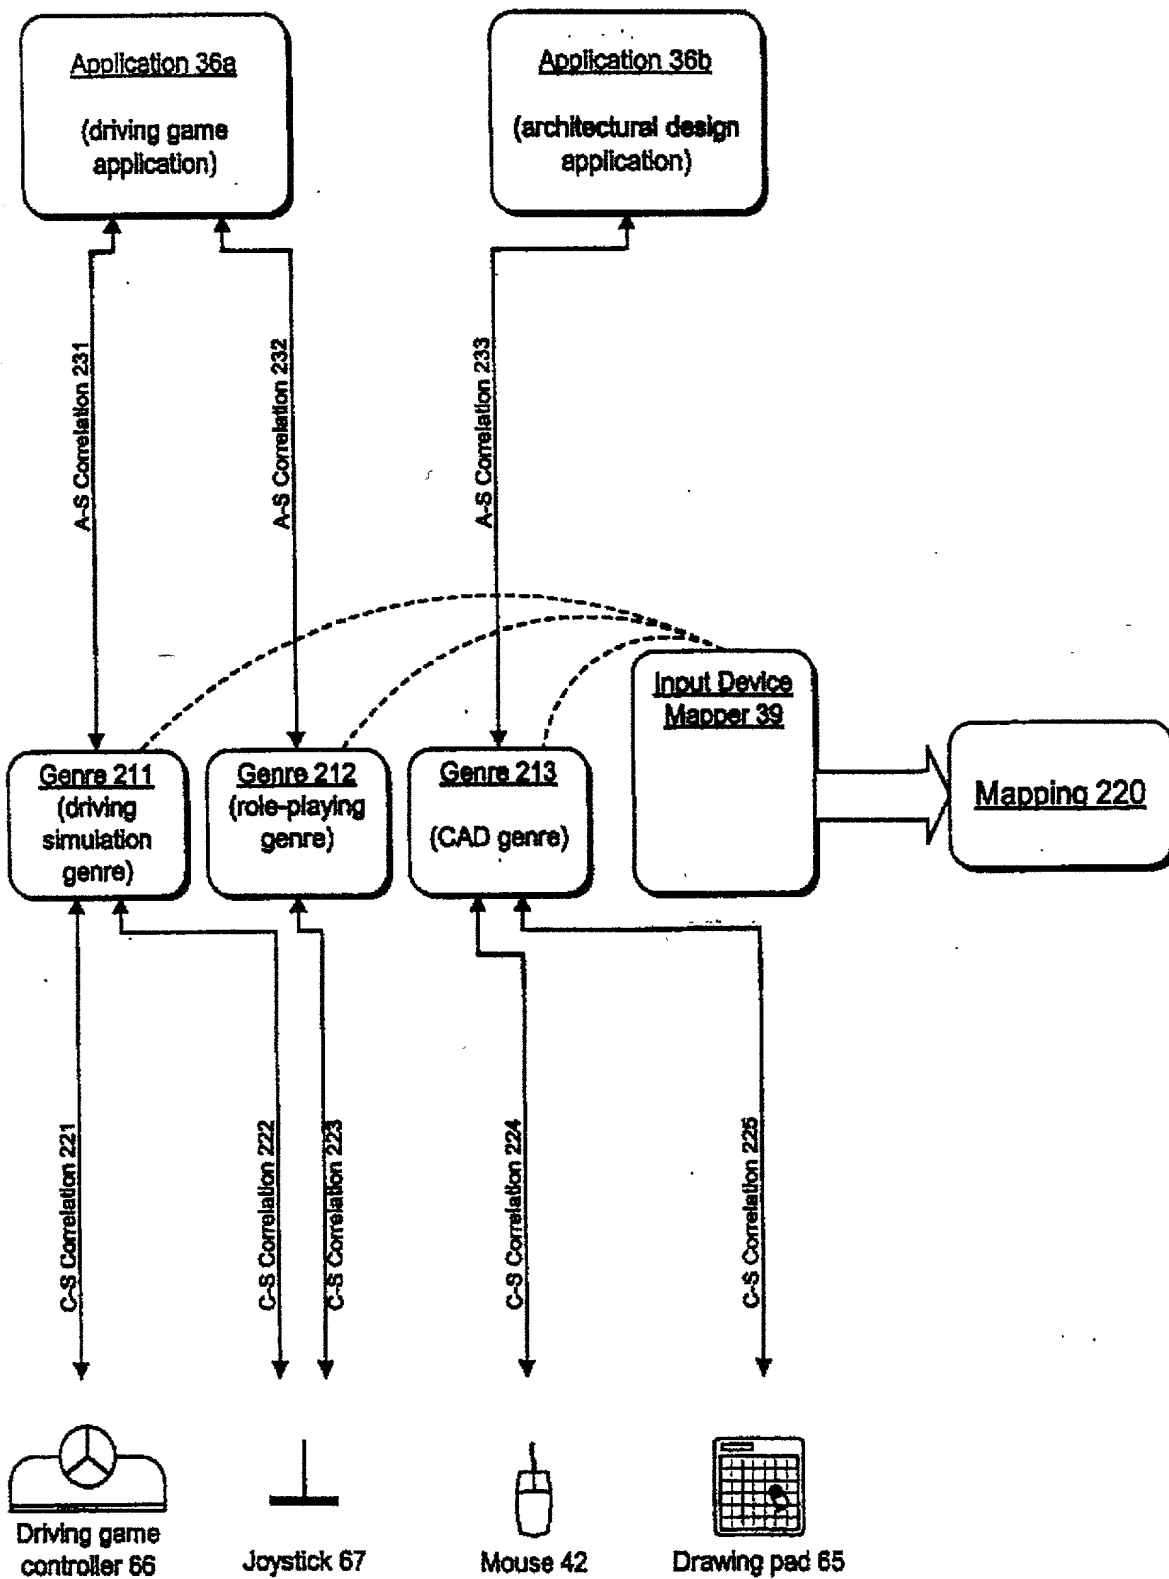 Application 36a
(driving game
application)
Application 36b
(architectural design
application)
A-S Correlation 231
A-S Correlation 232
A-S Correlation 233
Input Device
Mapper 39
Mapping 220
Genre 211
(driving
simulation
genre)
Genre 212
(role-playing
genre)
Genre 213
(CAD genre)
C-S Correlation 221
C-S Correlation 222
C-S Correlation 223
C-S Correlation 224
C-S Correlation 225
Driving game
controller 66
Joystick 67
Mouse 42
Drawing pad 65